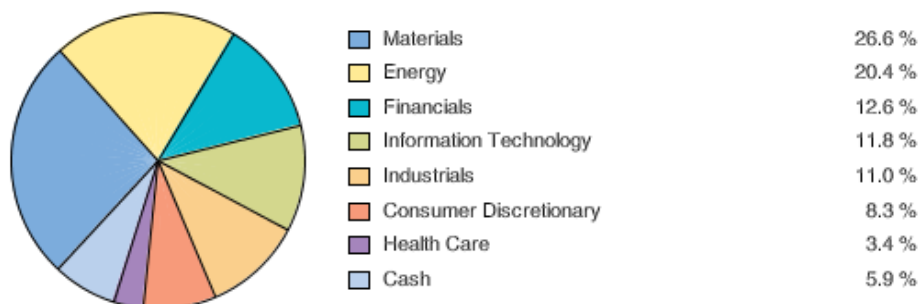 Materials 26.6 %
Energy 20.4 %
Financials 12.6 %
Information Technology 11.8 %
Industrials 11.0 %
Consumer Discretionary 8.3 %
Health Care 3.4 %
Cash 5.9 %